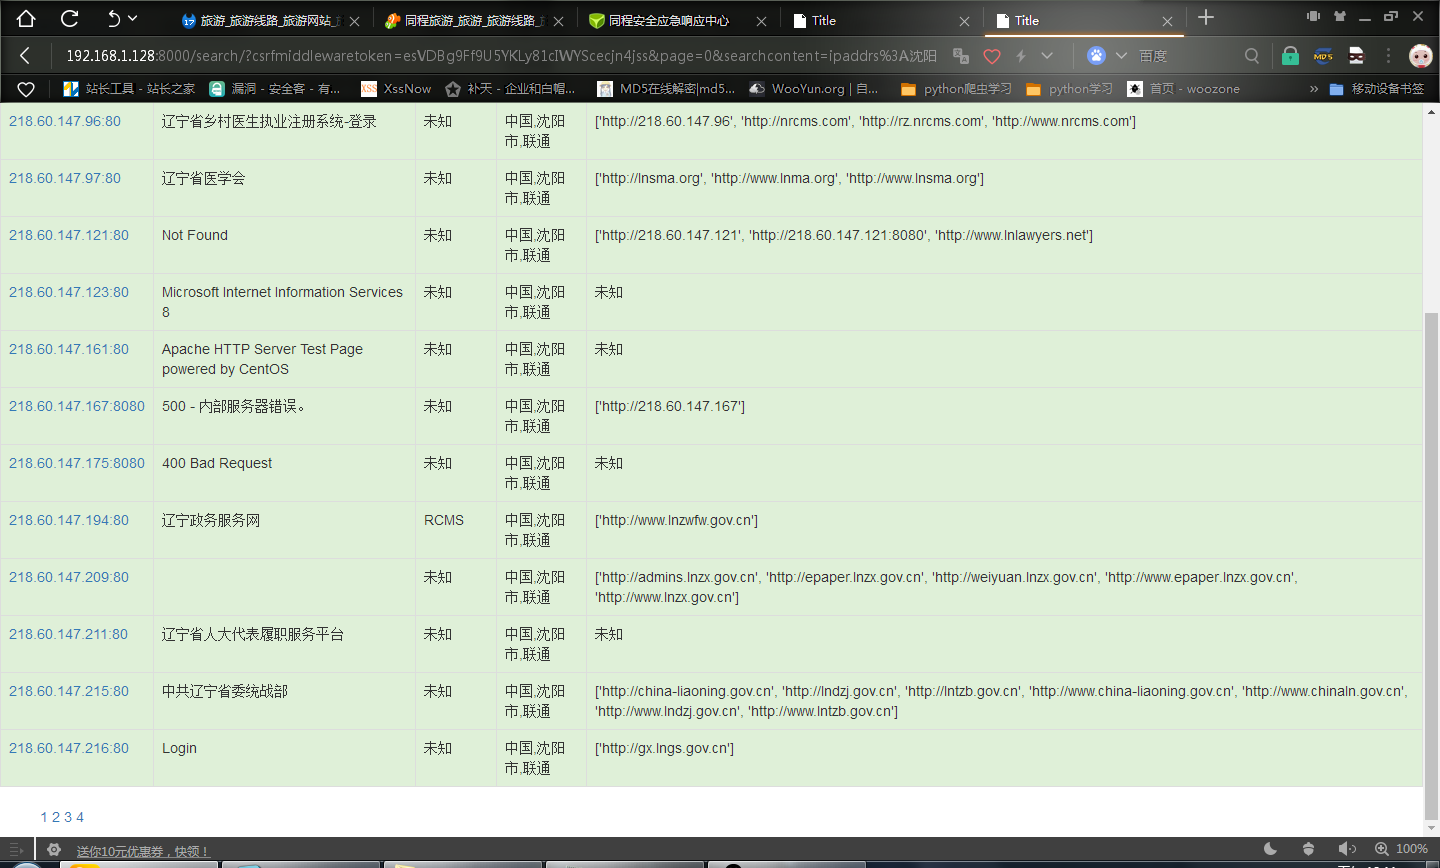 旅游_旅游线路_旅游网站_
同程旅游_旅游_旅游线路_
同程安全应急响应中心
Title
Title
192.168.1.128:8000/search/?csrfmiddlewaretoken=esVDBg9Ff9U5YKLy81cIWYScecjn4jss&page=0&searchcontent=ipaddrs%3A沈阳
百度
站长工具 - 站长之家
漏洞 - 安全客 - 有...
XssNow
补天 - 企业和白帽...
MD5在线解密|md5...
WooYun.org | 自...
python爬虫学习
python学习
首页 - woozone
»
移动设备书签
218.60.147.96:80 辽宁省乡村医生执业注册系统-登录 未知 中国,沈阳 ['http://218.60.147.96', 'http://nrcms.com', 'http://rz.nrcms.com', 'http://www.nrcms.com']
市,联通
218.60.147.97:80 辽宁省医学会 未知 中国,沈阳 ['http://lnsma.org', 'http://www.lnma.org', 'http://www.lnsma.org']
市,联通
218.60.147.121:80 Not Found 未知 中国,沈阳 ['http://218.60.147.121', 'http://218.60.147.121:8080', 'http://www.lnlawyers.net']
市,联通
218.60.147.123:80 Microsoft Internet Information Services 未知 中国,沈阳 未知
8 市,联通
218.60.147.161:80 Apache HTTP Server Test Page 未知 中国,沈阳 未知
powered by CentOS 市,联通
218.60.147.167:8080 500 - 内部服务器错误。 未知 中国,沈阳 ['http://218.60.147.167']
市,联通
218.60.147.175:8080 400 Bad Request 未知 中国,沈阳 未知
市,联通
218.60.147.194:80 辽宁政务服务网 RCMS 中国,沈阳 ['http://www.lnzwfw.gov.cn']
市,联通
218.60.147.209:80 未知 中国,沈阳 ['http://admins.lnzx.gov.cn', 'http://epaper.lnzx.gov.cn', 'http://weiyuan.lnzx.gov.cn', 'http://www.epaper.lnzx.gov.cn',
市,联通 'http://www.lnzx.gov.cn']
218.60.147.211:80 辽宁省人大代表履职服务平台 未知 中国,沈阳 未知
市,联通
218.60.147.215:80 中共辽宁省委统战部 未知 中国,沈阳 ['http://china-liaoning.gov.cn', 'http://lndzj.gov.cn', 'http://lntzb.gov.cn', 'http://www.china-liaoning.gov.cn', 'http://www.chinaln.gov.cn',
市,联通 'http://www.lndzj.gov.cn', 'http://www.lntzb.gov.cn']
218.60.147.216:80 Login 未知 中国,沈阳 ['http://gx.lngs.gov.cn']
市,联通
1 2 3 4
送你10元优惠券，快领！
100%